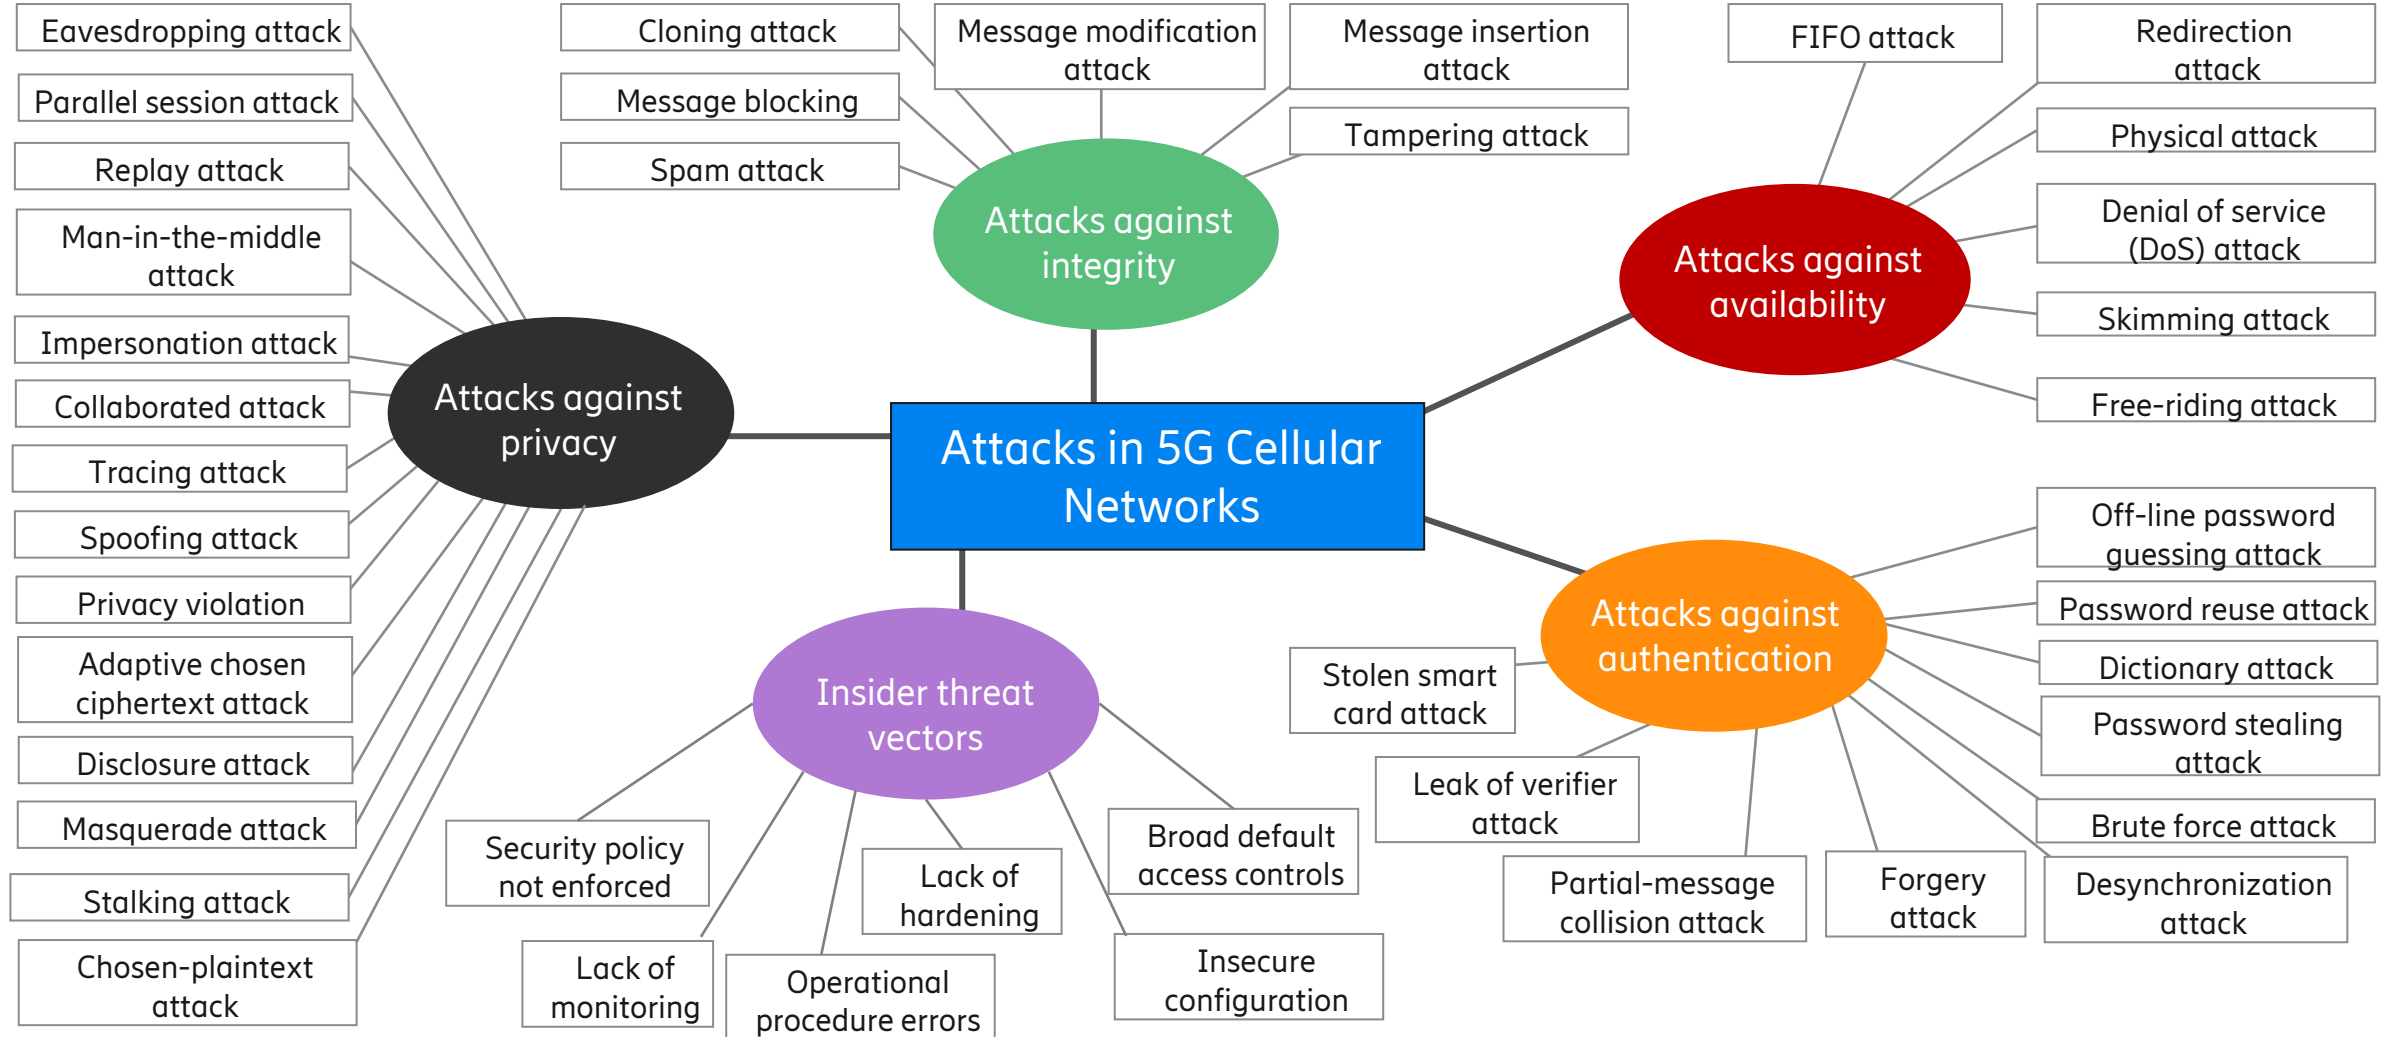 Eavesdropping attack
Parallel session attack
Replay attack
Man-in-the-middle
attack
Impersonation attack
Collaborated attack
Tracing attack
Spoofing attack
Privacy violation
Adaptive chosen
ciphertext attack
Disclosure attack
Masquerade attack
Stalking attack
Chosen-plaintext
attack
Attacks against
privacy
Cloning attack
Message blocking
Spam attack
Message modification
attack
Message insertion
attack
Tampering attack
Attacks against
integrity
FIFO attack
Redirection
attack
Physical attack
Denial of service
(DoS) attack
Skimming attack
Free-riding attack
Attacks against
availability
Attacks in 5G Cellular
Networks
Insider threat
vectors
Security policy
not enforced
Lack of
monitoring
Operational
procedure errors
Lack of
hardening
Broad default
access controls
Insecure
configuration
Attacks against
authentication
Off-line password
guessing attack
Password reuse attack
Dictionary attack
Password stealing
attack
Brute force attack
Desynchronization
attack
Forgery
attack
Partial-message
collision attack
Leak of verifier
attack
Stolen smart
card attack